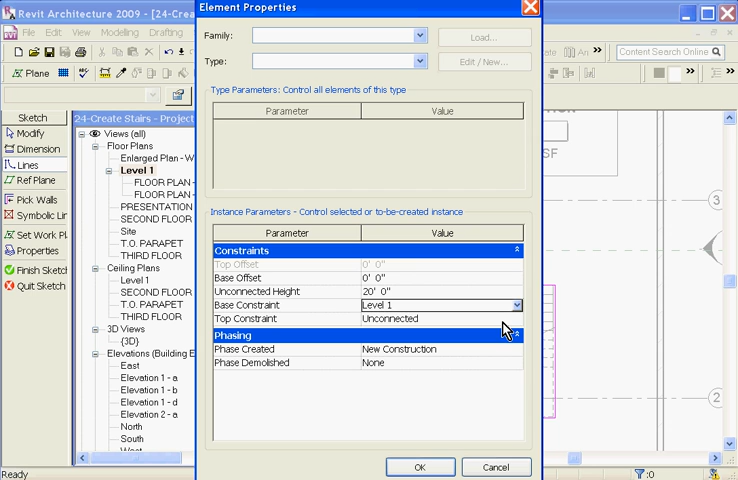 Revit Architecture 2009 - [24-Crea
Element Properties
File Edit View Modelling Drafting
Content Search Online
Plane
Family:
Load...
Type:
Edit / New...
Type Parameters: Control all elements of this type
Parameter Value
Instance Parameters - Control selected or to-be-created instance
Parameter Value
Constraints
Top Offset 0' 0"
Base Offset 0' 0"
Unconnected Height 20' 0"
Base Constraint Level 1
Top Constraint Unconnected
Phasing
Phase Created New Construction
Phase Demolished None
OK Cancel
Sketch
Modify
Dimension
Lines
Ref Plane
Pick Walls
Symbolic Lin
Set Work Pl
Properties
Finish Sketch
Quit Sketch
24-Create Stairs - Project
Views (all)
Floor Plans
Enlarged Plan - W
Level 1
FLOOR PLAN -
FLOOR PLAN -
PRESENTATION
SECOND FLOOR
Site
T.O. PARAPET
THIRD FLOOR
Ceiling Plans
Level 1
SECOND FLOOR
T.O. PARAPET
THIRD FLOOR
3D Views
{3D}
Elevations (Building E
East
Elevation 1 - a
Elevation 1 - b
Elevation 1 - d
Elevation 2 - a
North
South
West
SF
3
2
Ready
:0